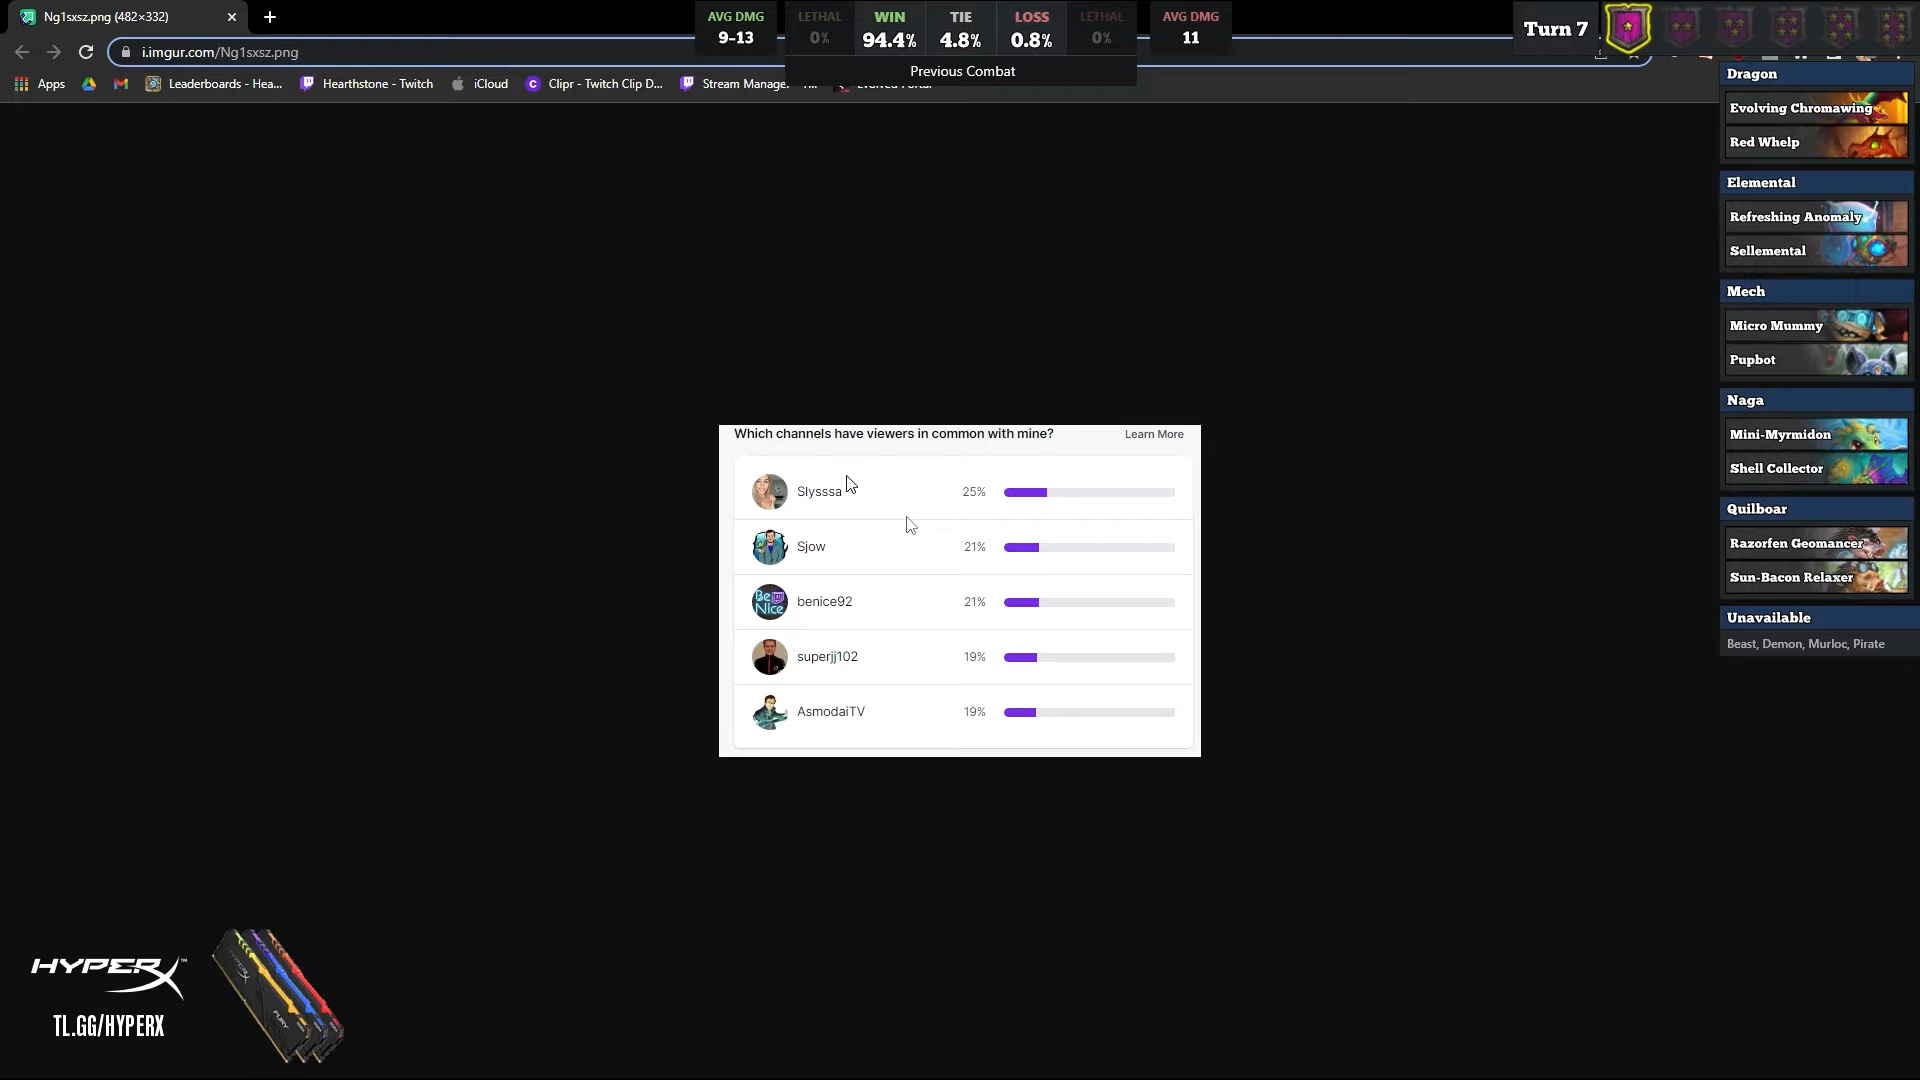 Ng1sxsz.png (482×332)
i.imgur.com/Ng1sxsz.png
Apps
Leaderboards - Hea...
Hearthstone - Twitch
iCloud
Clipr - Twitch Clip D...
Stream Manager
AVG DMG
9-13
LETHAL
0%
WIN
94.4%
TIE
4.8%
LOSS
0.8%
LETHAL
0%
AVG DMG
11
Previous Combat
Turn 7
Dragon
Evolving Chromawing
Red Whelp
Elemental
Refreshing Anomaly
Sellemental
Mech
Micro Mummy
Pupbot
Naga
Mini-Myrmidon
Shell Collector
Quilboar
Razorfen Geomancer
Sun-Bacon Relaxer
Unavailable
Beast, Demon, Murloc, Pirate
Which channels have viewers in common with mine?
Learn More
Slysssa 25%
Sjow 21%
Be Nice
benice92 21%
superjj102 19%
AsmodaiTV 19%
HYPERX™
TL.GG/HYPERX
HYPERX
FURY